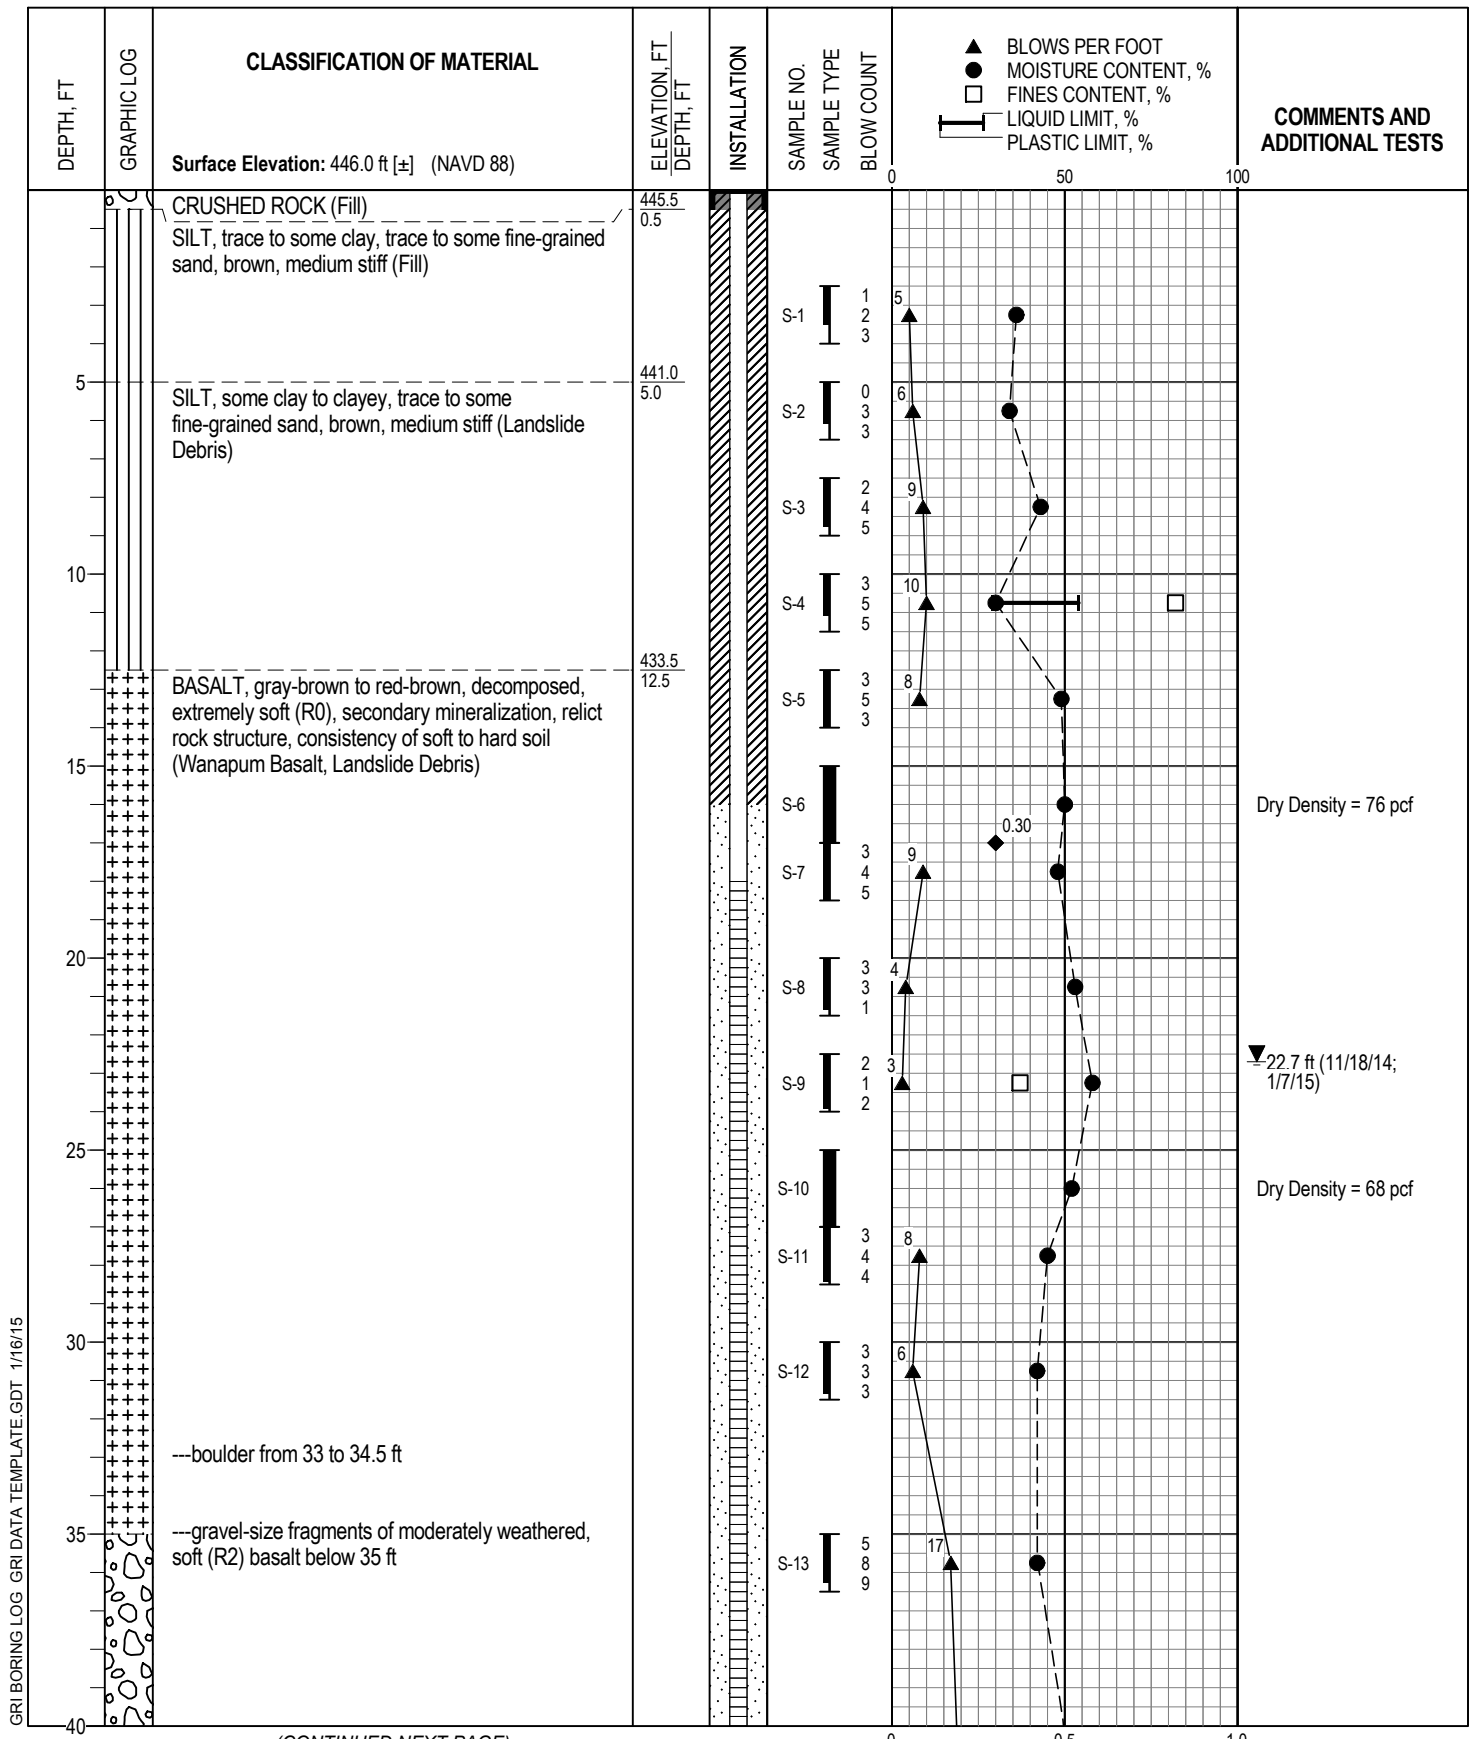 DEPTH, FT
GRAPHIC LOG
CLASSIFICATION OF MATERIAL
Surface Elevation: 446.0 ft [±] (NAVD 88)
ELEVATION, FT
DEPTH, FT
INSTALLATION
SAMPLE NO.
SAMPLE TYPE
BLOW COUNT
▲ BLOWS PER FOOT
● MOISTURE CONTENT, %
□ FINES CONTENT, %
LIQUID LIMIT, %
PLASTIC LIMIT, %
0 50 100
COMMENTS AND
ADDITIONAL TESTS
CRUSHED ROCK (Fill)
445.5
0.5
SILT, trace to some clay, trace to some fine-grained
sand, brown, medium stiff (Fill)
S-1
1
2
3
5
5
441.0
5.0
SILT, some clay to clayey, trace to some
fine-grained sand, brown, medium stiff (Landslide
Debris)
S-2
0
3
3
6
S-3
2
4
5
9
10
S-4
3
5
5
10
433.5
12.5
BASALT, gray-brown to red-brown, decomposed,
extremely soft (R0), secondary mineralization, relict
rock structure, consistency of soft to hard soil
(Wanapum Basalt, Landslide Debris)
S-5
3
5
3
8
15
S-6
Dry Density = 76 pcf
0.30
S-7
3
4
5
9
20
S-8
3
3
1
4
S-9
2
1
2
3
22.7 ft (11/18/14;
1/7/15)
25
S-10
Dry Density = 68 pcf
S-11
3
4
4
8
30
S-12
3
3
3
6
---boulder from 33 to 34.5 ft
35
---gravel-size fragments of moderately weathered,
soft (R2) basalt below 35 ft
S-13
5
8
9
17
40
(CONTINUED NEXT PAGE)
0 0.5 1.0
GRI BORING LOG GRI DATA TEMPLATE.GDT 1/16/15